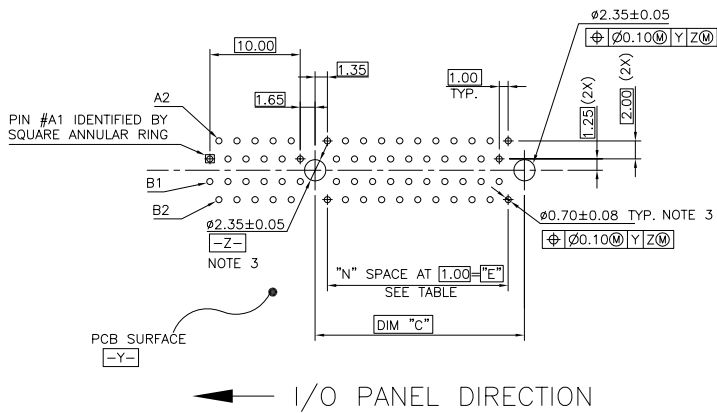 ø2.35±0.05
⌖ Ø0.10Ⓜ Y ZⓂ
10.00
1.35
1.65
1.00
TYP.
1.25 (2X)
2.00 (2X)
A2
PIN #A1 IDENTIFIED BY
SQUARE ANNULAR RING
B1
B2
ø2.35±0.05
-Z-
NOTE 3
ø0.70±0.08 TYP. NOTE 3
⌖ Ø0.10Ⓜ Y ZⓂ
"N" SPACE AT 1.00="E"
SEE TABLE
DIM "C"
PCB SURFACE
-Y-
I/O PANEL DIRECTION